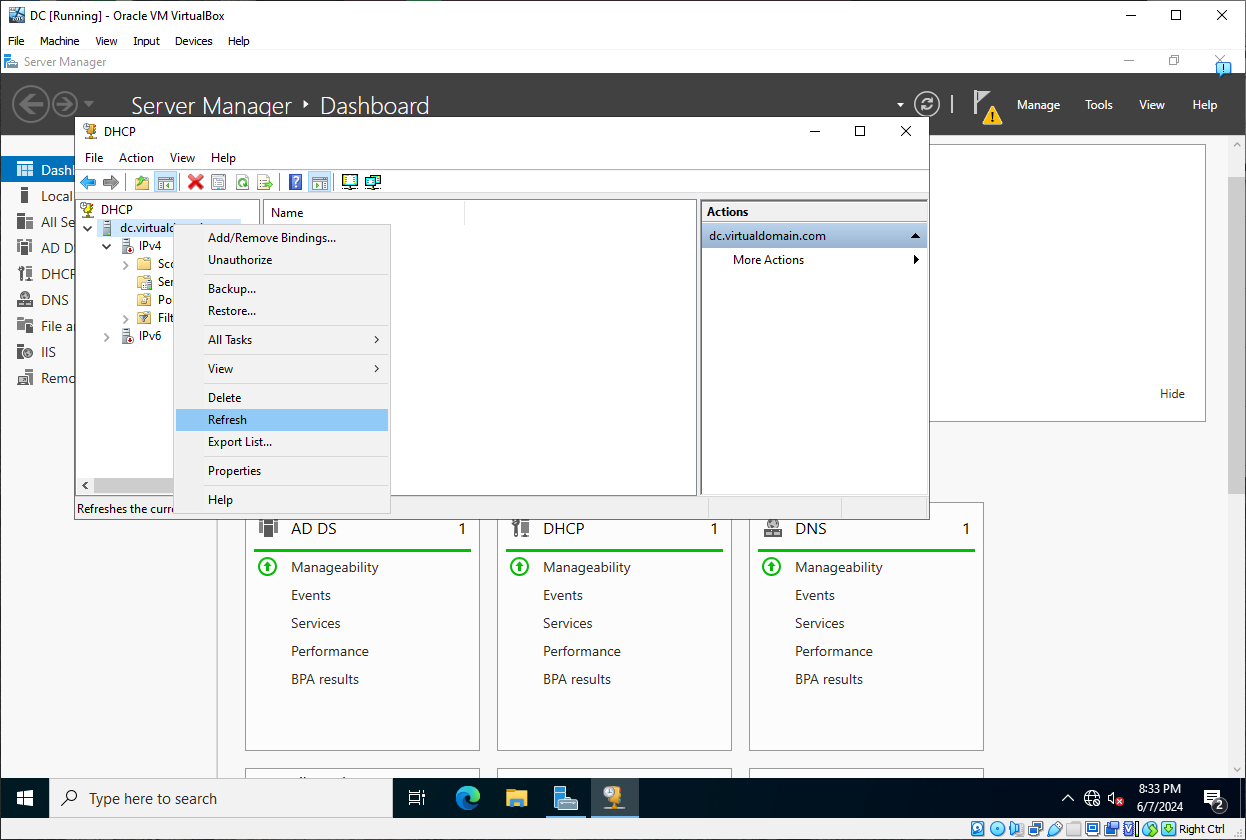 DC [Running] - Oracle VM VirtualBox
File Machine View Input Devices Help
Server Manager
Server Manager Dashboard
Manage Tools View Help
DHCP
File Action View Help
Dashl
Local
All Se
AD D
DHCP
DNS
File a
IIS
Remo
DHCP
dc.virtual
IPv4
Sco
Ser
Po
Filt
IPv6
Name
Add/Remove Bindings...
Unauthorize
Backup...
Restore...
All Tasks
View
Delete
Refresh
Export List...
Properties
Help
Actions
dc.virtualdomain.com
More Actions
Refreshes the curr
Hide
AD DS 1
Manageability
Events
Services
Performance
BPA results
DHCP 1
Manageability
Events
Services
Performance
BPA results
DNS 1
Manageability
Events
Services
Performance
BPA results
Type here to search
8:33 PM
6/7/2024
2
Right Ctrl